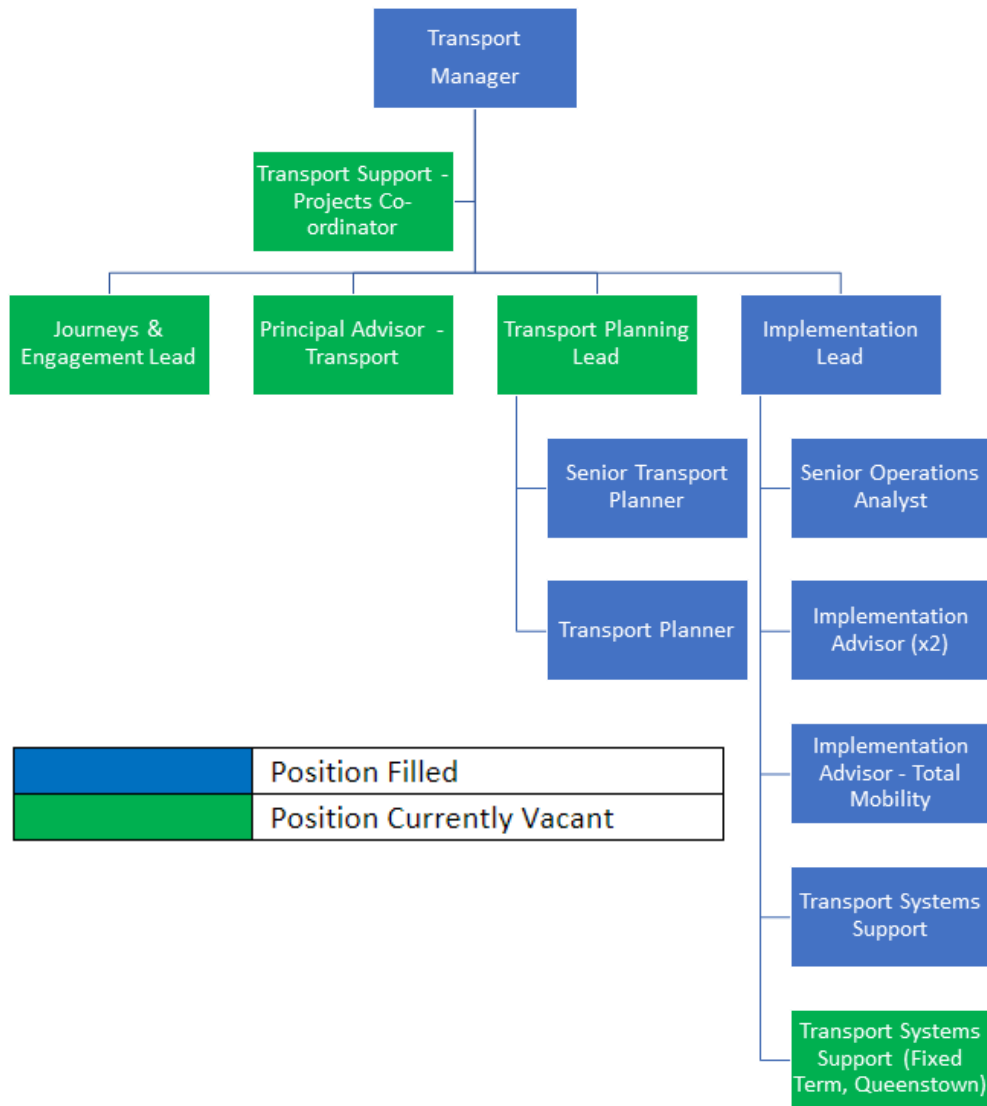 Transport
Manager
Transport Support -
Projects Co-
ordinator
Journeys &
Engagement Lead
Principal Advisor -
Transport
Transport Planning
Lead
Implementation
Lead
Senior Transport
Planner
Senior Operations
Analyst
Transport Planner
Implementation
Advisor (x2)
Implementation
Advisor - Total
Mobility
Position Filled
Position Currently Vacant
Transport Systems
Support
Transport Systems
Support (Fixed
Term, Queenstown)